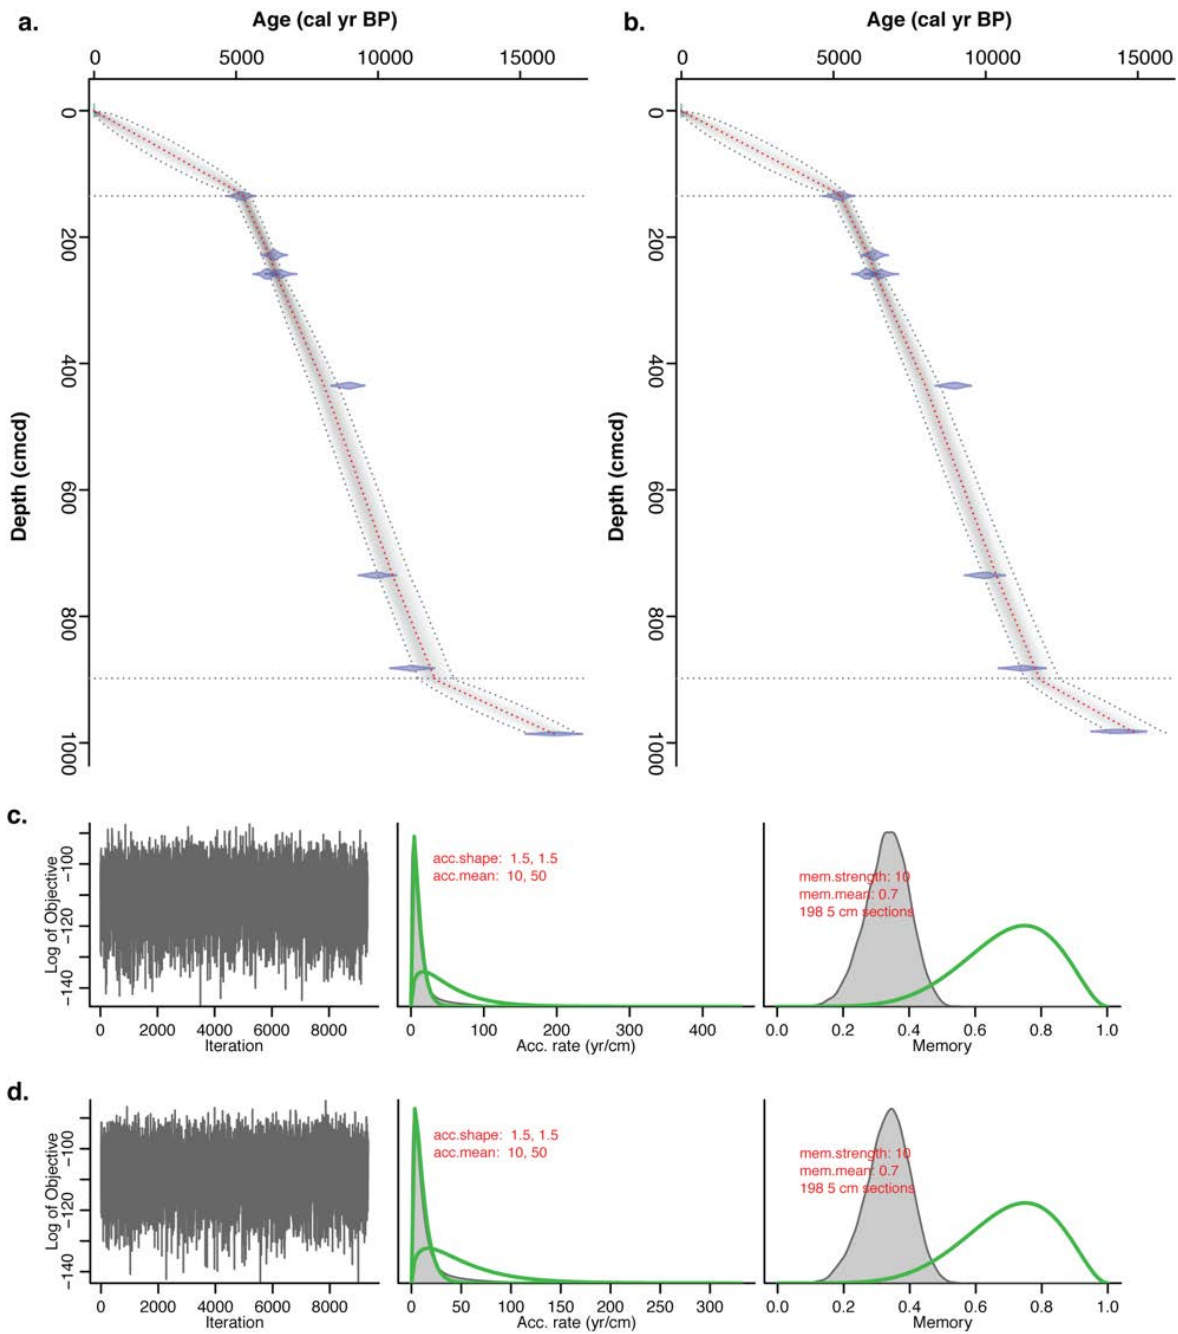 a.
Age (cal yr BP)
0 5000 10000 15000
Depth (cmcd)
0
200
400
600
800
1000
b.
Age (cal yr BP)
0 5000 10000 15000
Depth (cmcd)
0
200
400
600
800
1000
c.
Log of Objective
-100
-120
-140
0 2000 4000 6000 8000
Iteration
acc.shape: 1.5, 1.5
acc.mean: 10, 50
0 100 200 300 400
Acc. rate (yr/cm)
mem.strength: 10
mem.mean: 0.7
198 5 cm sections
0.0 0.2 0.4 0.6 0.8 1.0
Memory
d.
Log of Objective
-100
-120
-140
0 2000 4000 6000 8000
Iteration
acc.shape: 1.5, 1.5
acc.mean: 10, 50
0 50 100 150 200 250 300
Acc. rate (yr/cm)
mem.strength: 10
mem.mean: 0.7
198 5 cm sections
0.0 0.2 0.4 0.6 0.8 1.0
Memory